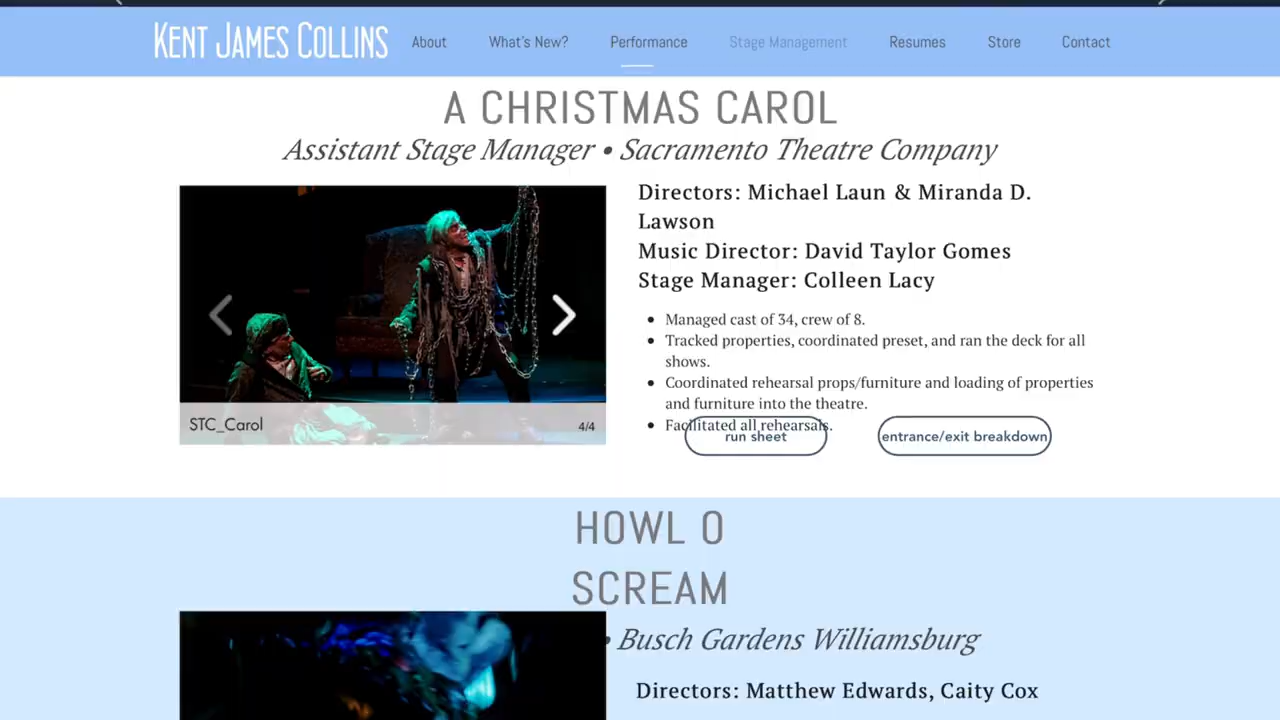 KENT JAMES COLLINS
About
What's New?
Performance
Stage Management
Resumes
Store
Contact
A CHRISTMAS CAROL
Assistant Stage Manager • Sacramento Theatre Company
Directors: Michael Laun & Miranda D.
Lawson
Music Director: David Taylor Gomes
Stage Manager: Colleen Lacy
• Managed cast of 34, crew of 8.
• Tracked properties, coordinated preset, and ran the deck for all
shows.
• Coordinated rehearsal props/furniture and loading of properties
and furniture into the theatre.
• Facilitated all rehearsals.
run sheet
entrance/exit breakdown
STC_Carol
4/4
HOWL O
SCREAM
• Busch Gardens Williamsburg
Directors: Matthew Edwards, Caity Cox